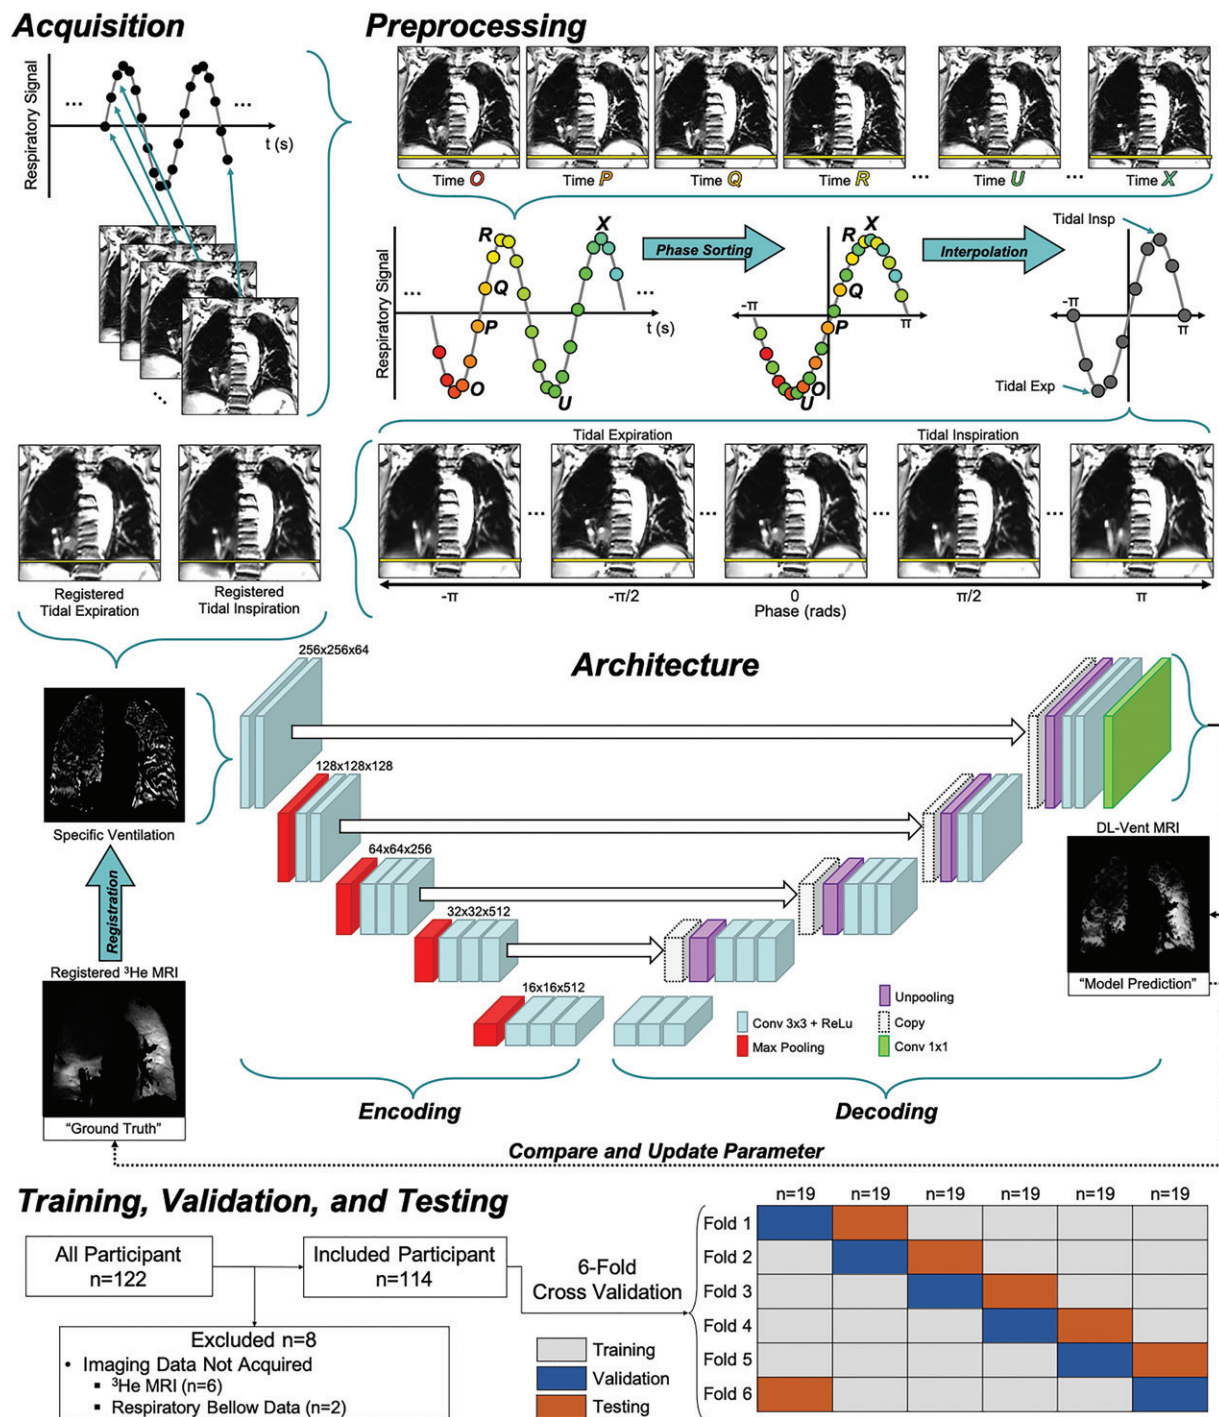 Acquisition
Respiratory Signal
...
...
t (s)
...
Preprocessing
Time O
Time P
Time Q
Time R
...
Time U
...
Time X
Respiratory Signal
...
R
Q
P
O
U
X
...
t (s)
Phase Sorting
-π
R
X
Q
P
O
U
π
Interpolation
Tidal Insp
-π
π
Tidal Exp
Registered
Tidal Expiration
Registered
Tidal Inspiration
Tidal Expiration
Tidal Inspiration
...
...
...
...
-π
-π/2
0
π/2
π
Phase (rads)
Architecture
256x256x64
128x128x128
64x64x256
32x32x512
16x16x512
Specific Ventilation
Registration
Registered ³He MRI
"Ground Truth"
DL-Vent MRI
"Model Prediction"
Conv 3x3 + ReLu
Max Pooling
Unpooling
Copy
Conv 1x1
Encoding
Decoding
Compare and Update Parameter
Training, Validation, and Testing
All Participant
n=122
Included Participant
n=114
Excluded n=8
• Imaging Data Not Acquired
▪ ³He MRI (n=6)
▪ Respiratory Bellow Data (n=2)
6-Fold
Cross Validation
Training
Validation
Testing
n=19 n=19 n=19 n=19 n=19 n=19
Fold 1
Fold 2
Fold 3
Fold 4
Fold 5
Fold 6